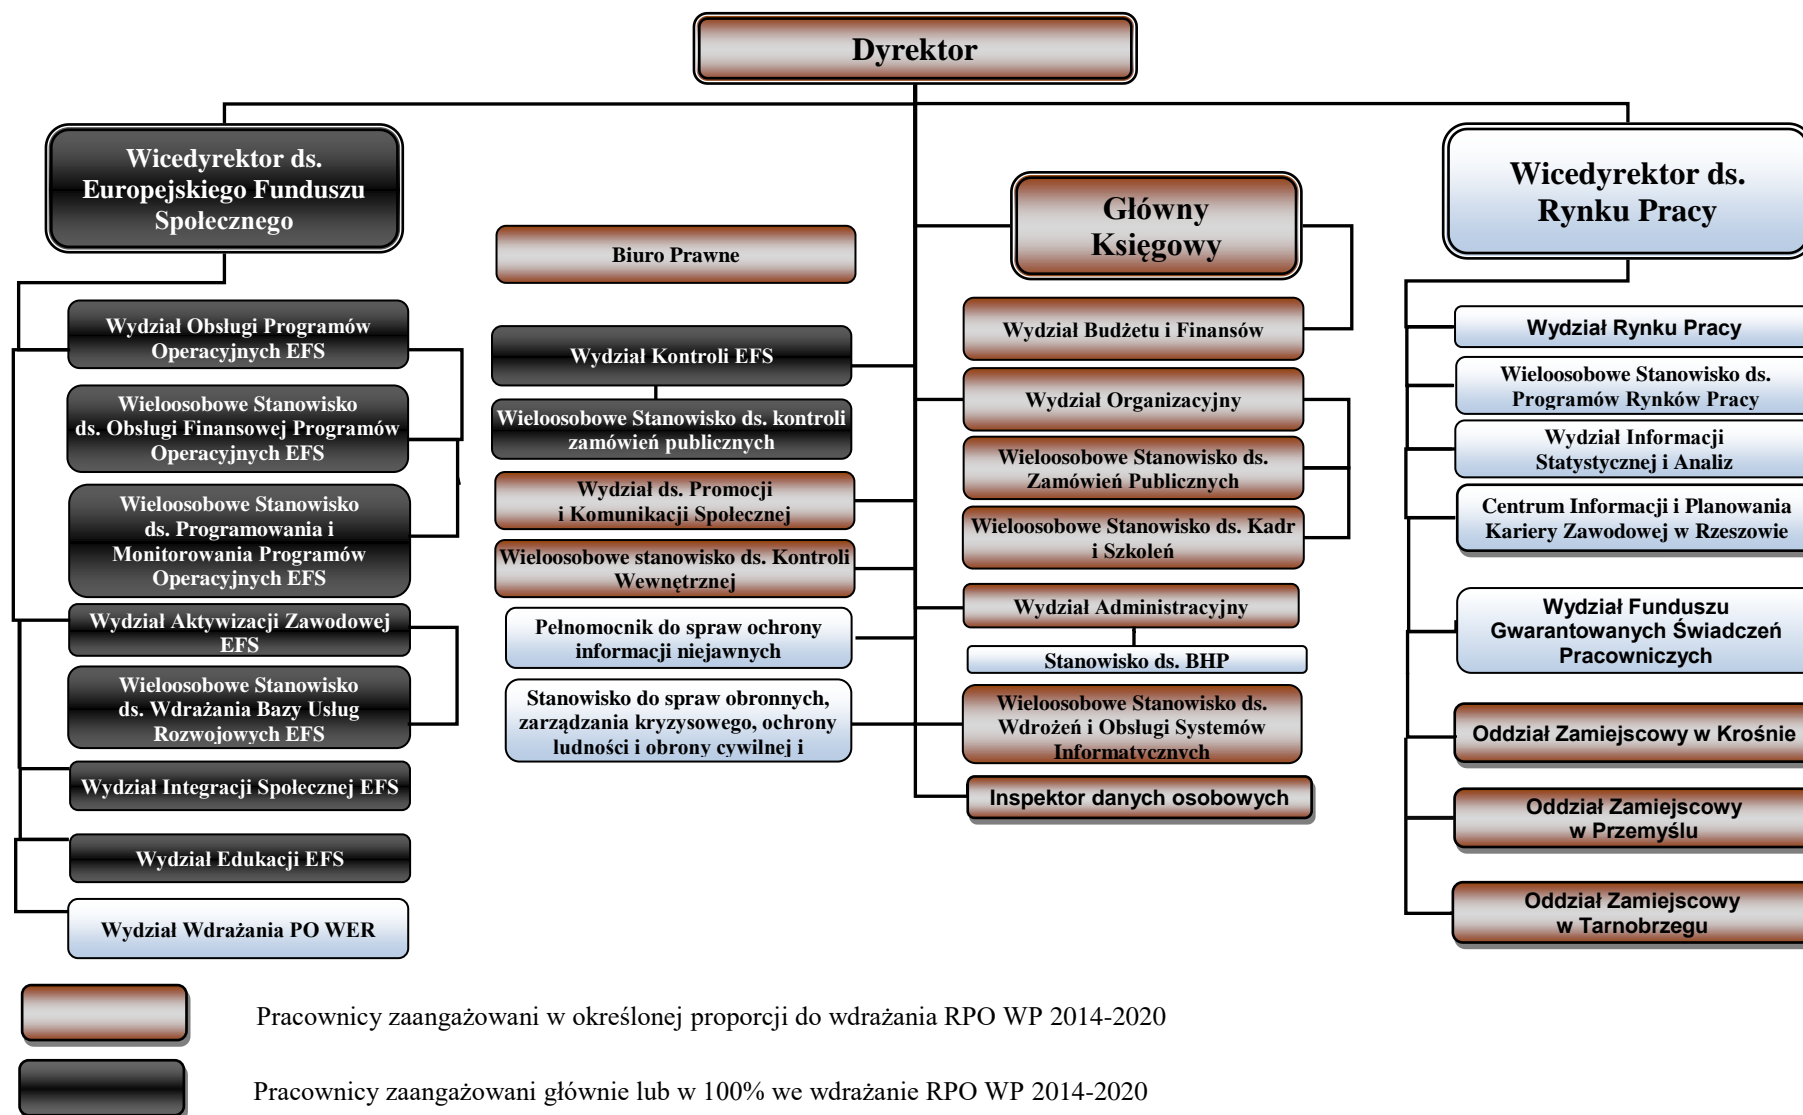 Dyrektor
Wicedyrektor ds.
Europejskiego Funduszu
Społecznego
Wydział Obsługi Programów
Operacyjnych EFS
Wieloosobowe Stanowisko
ds. Obsługi Finansowej Programów
Operacyjnych EFS
Wieloosobowe Stanowisko
ds. Programowania i
Monitorowania Programów
Operacyjnych EFS
Wydział Aktywizacji Zawodowej
EFS
Wieloosobowe Stanowisko
ds. Wdrażania Bazy Usług
Rozwojowych EFS
Wydział Integracji Społecznej EFS
Wydział Edukacji EFS
Wydział Wdrażania PO WER
Biuro Prawne
Wydział Kontroli EFS
Wieloosobowe Stanowisko ds. kontroli
zamówień publicznych
Wydział ds. Promocji
i Komunikacji Społecznej
Wieloosobowe stanowisko ds. Kontroli
Wewnętrznej
Pełnomocnik do spraw ochrony
informacji niejawnych
Stanowisko do spraw obronnych,
zarządzania kryzysowego, ochrony
ludności i obrony cywilnej i
Główny
Księgowy
Wydział Budżetu i Finansów
Wydział Organizacyjny
Wieloosobowe Stanowisko ds.
Zamówień Publicznych
Wieloosobowe Stanowisko ds. Kadr
i Szkoleń
Wydział Administracyjny
Stanowisko ds. BHP
Wieloosobowe Stanowisko ds.
Wdrożeń i Obsługi Systemów
Informatycznych
Inspektor danych osobowych
Wicedyrektor ds.
Rynku Pracy
Wydział Rynku Pracy
Wieloosobowe Stanowisko ds.
Programów Rynków Pracy
Wydział Informacji
Statystycznej i Analiz
Centrum Informacji i Planowania
Kariery Zawodowej w Rzeszowie
Wydział Funduszu
Gwarantowanych Świadczeń
Pracowniczych
Oddział Zamiejscowy w Krośnie
Oddział Zamiejscowy
w Przemyślu
Oddział Zamiejscowy
w Tarnobrzegu
Pracownicy zaangażowani w określonej proporcji do wdrażania RPO WP 2014-2020
Pracownicy zaangażowani głównie lub w 100% we wdrażanie RPO WP 2014-2020